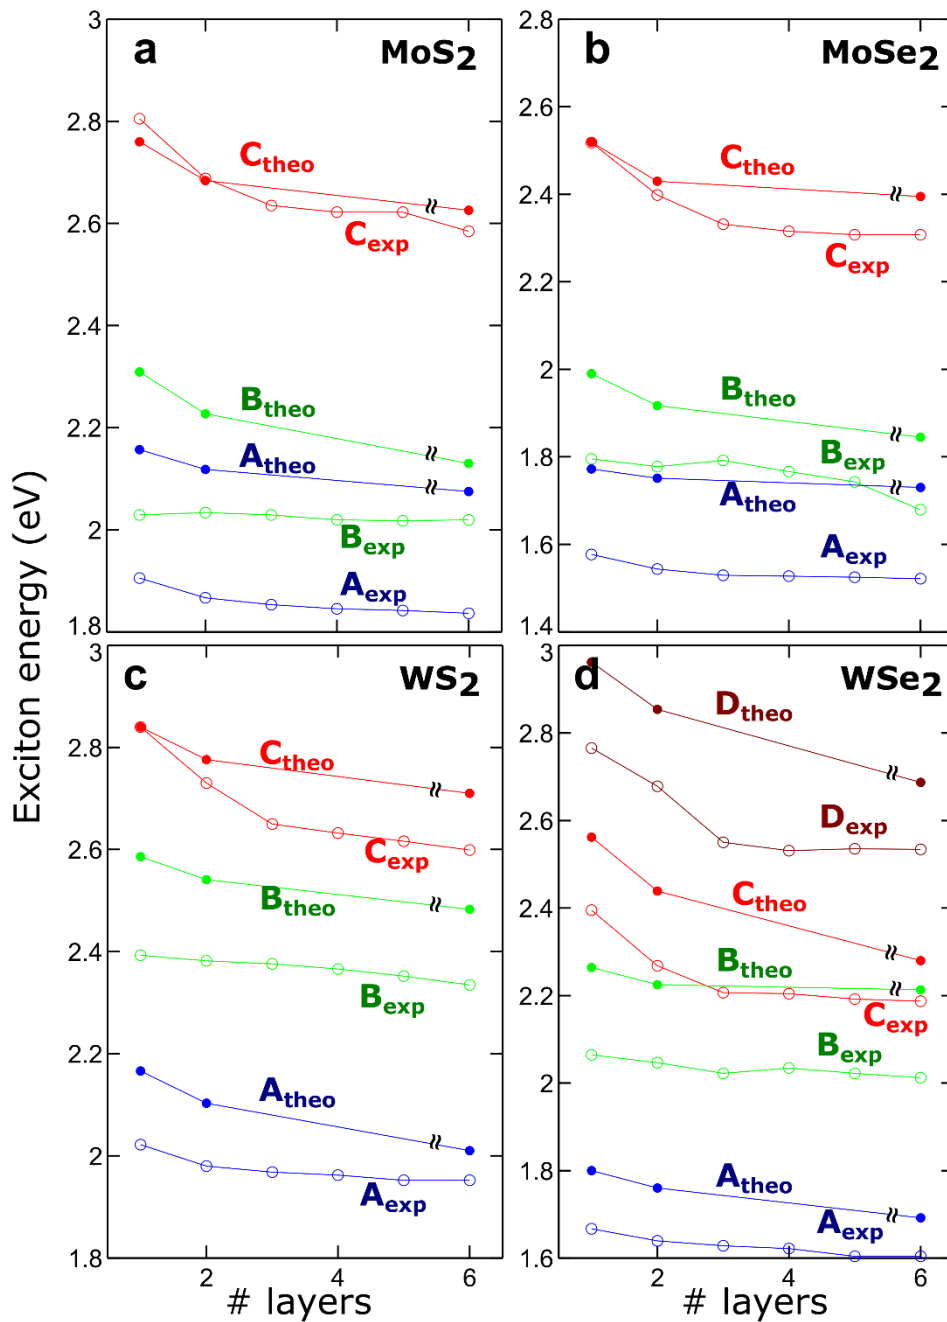 Exciton energy (eV)
a
MoS2
3
2.8
2.6
2.4
2.2
2
1.8
Ctheo
Cexp
Btheo
Atheo
Bexp
Aexp
b
MoSe2
2.8
2.6
2.4
2.2
2
1.8
1.6
1.4
Ctheo
Cexp
Btheo
Bexp
Atheo
Aexp
c
WS2
3
2.8
2.6
2.4
2.2
2
1.8
Ctheo
Cexp
Btheo
Bexp
Atheo
Aexp
2
4
6
# layers
d
WSe2
3
2.8
2.6
2.4
2.2
2
1.8
1.6
Dtheo
Dexp
Ctheo
Btheo
Cexp
Bexp
Atheo
Aexp
2
4
6
# layers